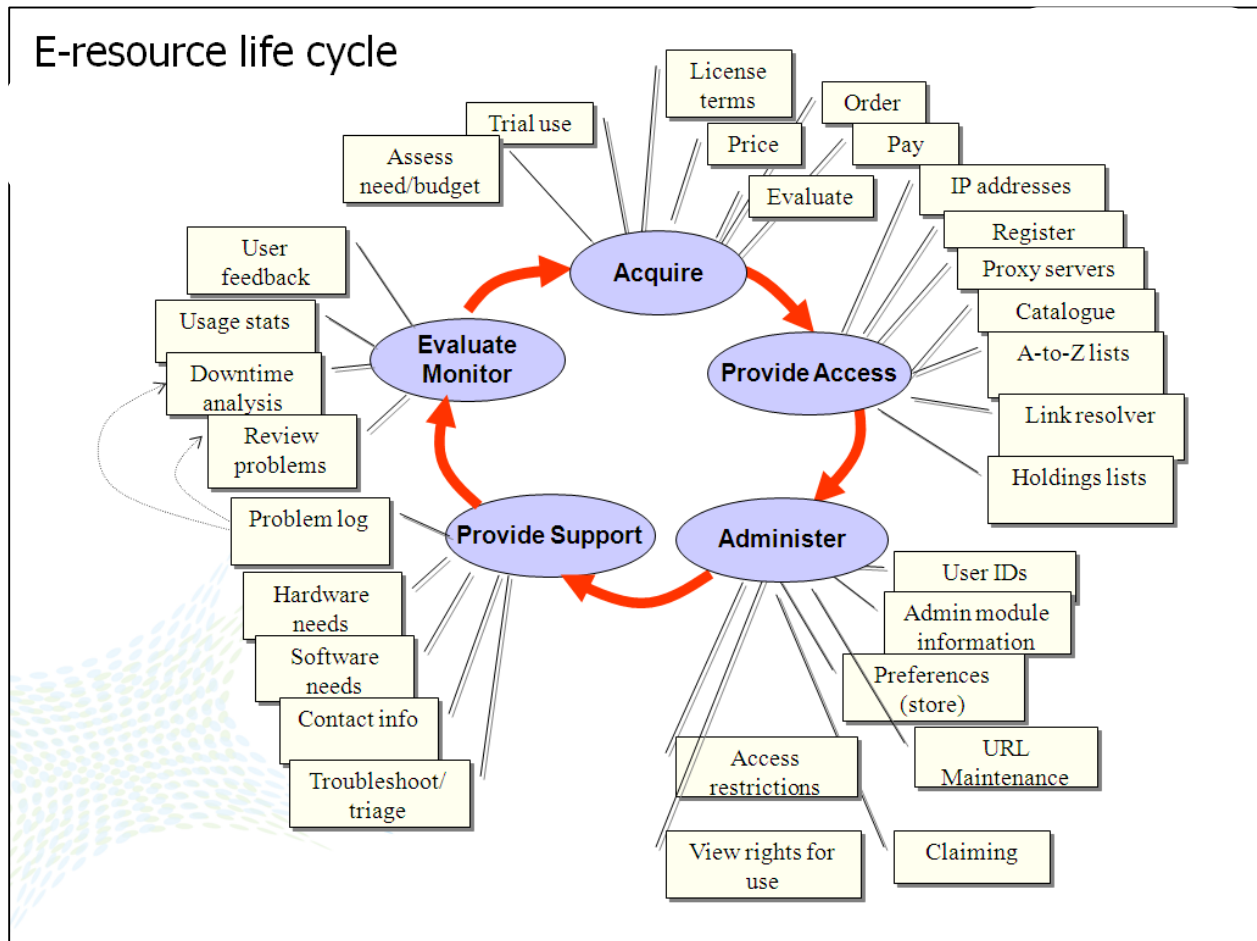 E-resource life cycle
License
terms
Order
Trial use
Price
Pay
Assess
need/budget
Evaluate
IP addresses
Register
Proxy servers
Catalogue
A-to-Z lists
Link resolver
Holdings lists
Acquire
Provide Access
Administer
Provide Support
Evaluate
Monitor
User
feedback
Usage stats
Downtime
analysis
Review
problems
Problem log
Hardware
needs
Software
needs
Contact info
Troubleshoot/
triage
User IDs
Admin module
information
Preferences
(store)
URL
Maintenance
Access
restrictions
View rights for
use
Claiming